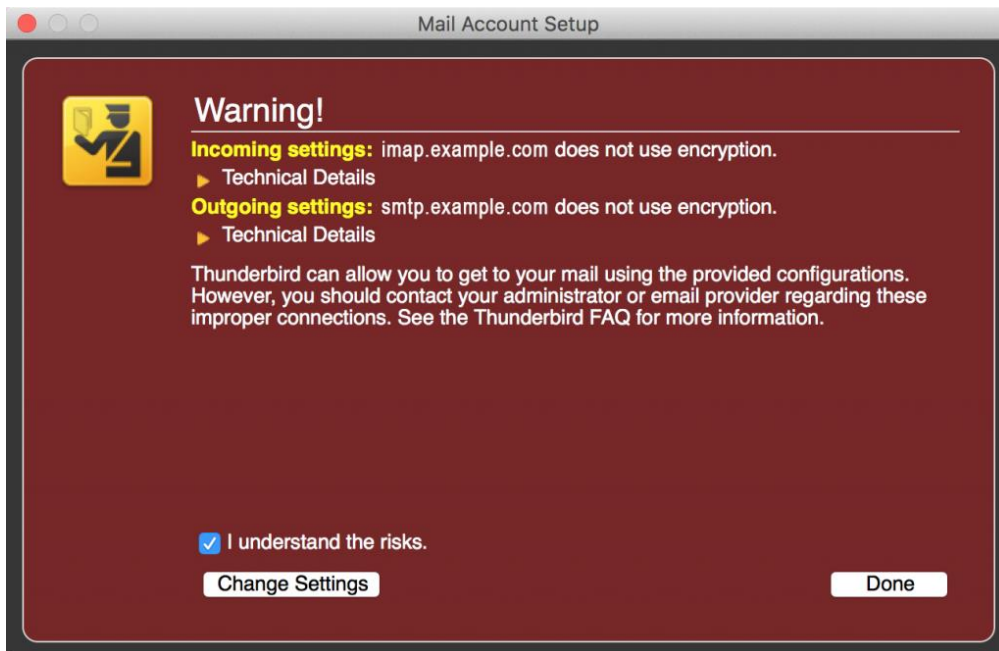 Mail Account Setup
Warning!
Incoming settings: imap.example.com does not use encryption.
Technical Details
Outgoing settings: smtp.example.com does not use encryption.
Technical Details
Thunderbird can allow you to get to your mail using the provided configurations.
However, you should contact your administrator or email provider regarding these
improper connections. See the Thunderbird FAQ for more information.
I understand the risks.
Change Settings
Done